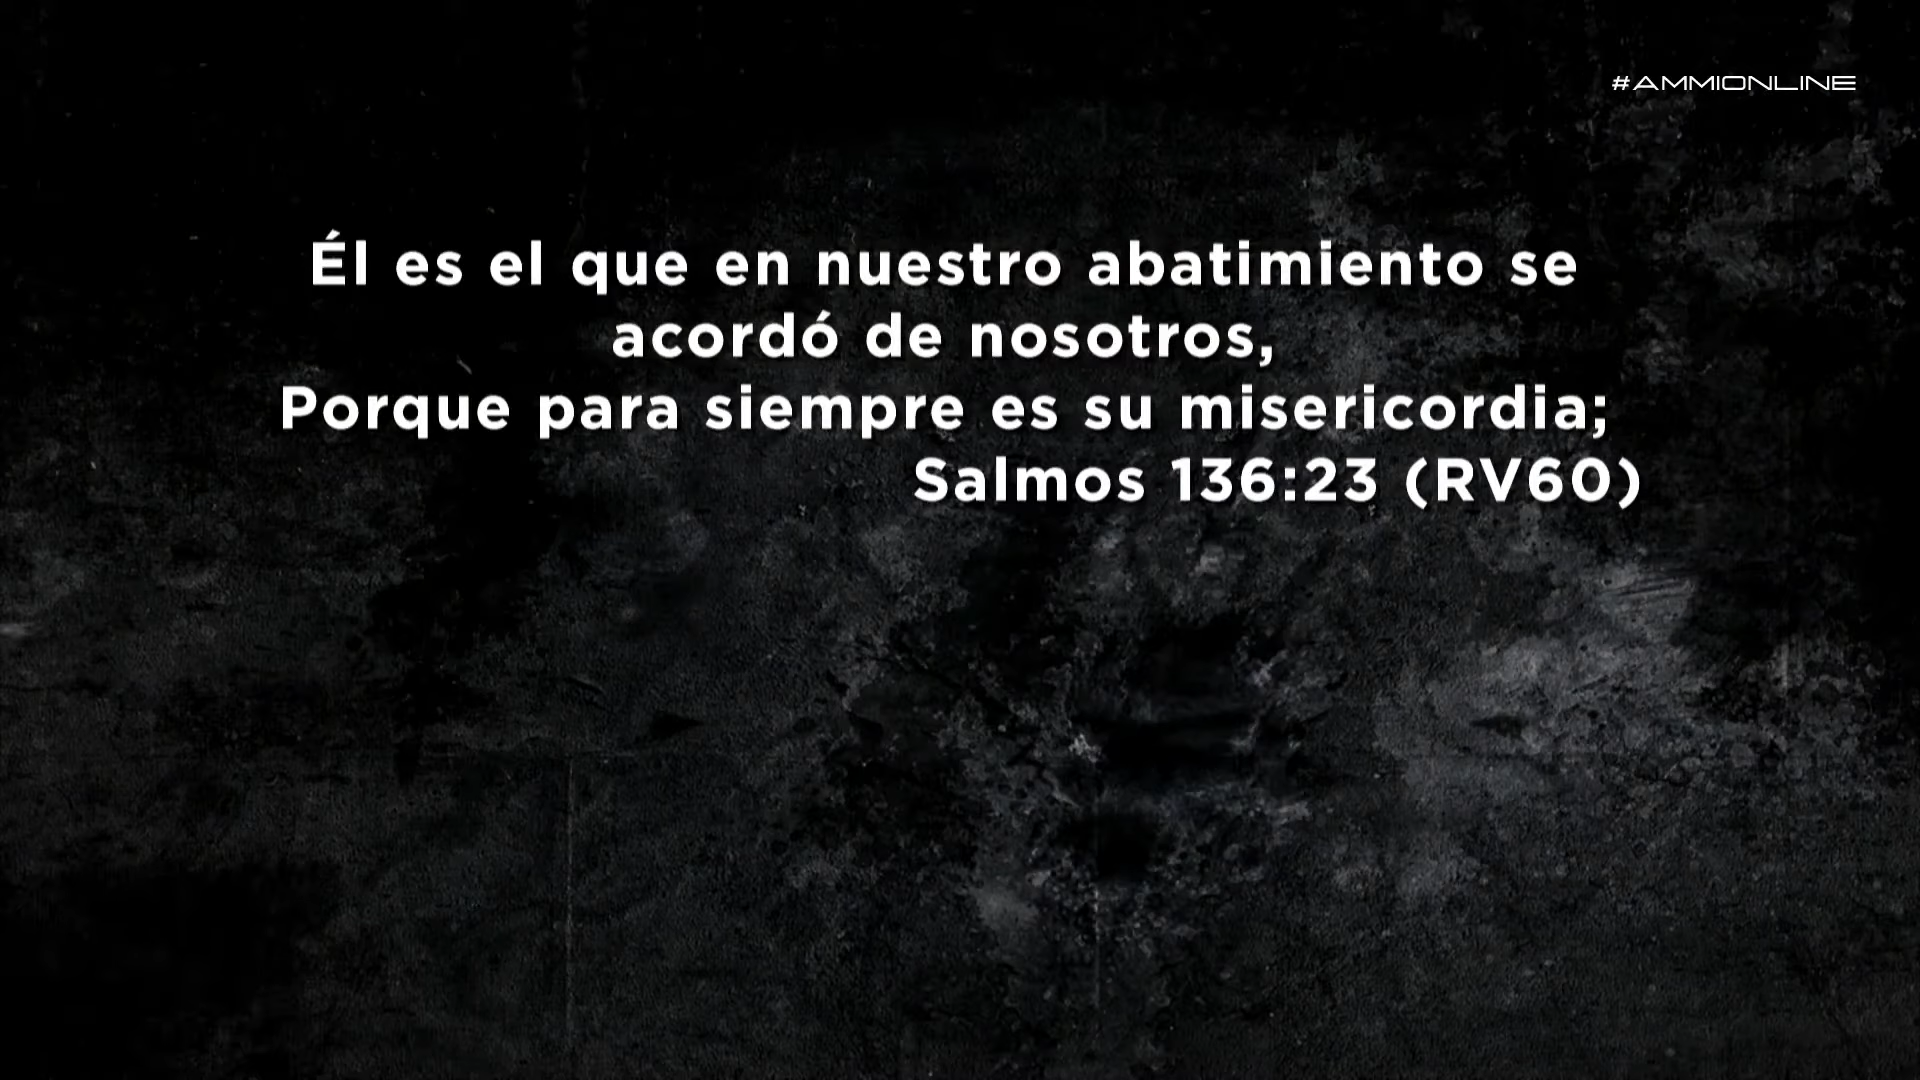 #AMMIONLINE
Él es el que en nuestro abatimiento se
acordó de nosotros,
Porque para siempre es su misericordia;
Salmos 136:23 (RV60)